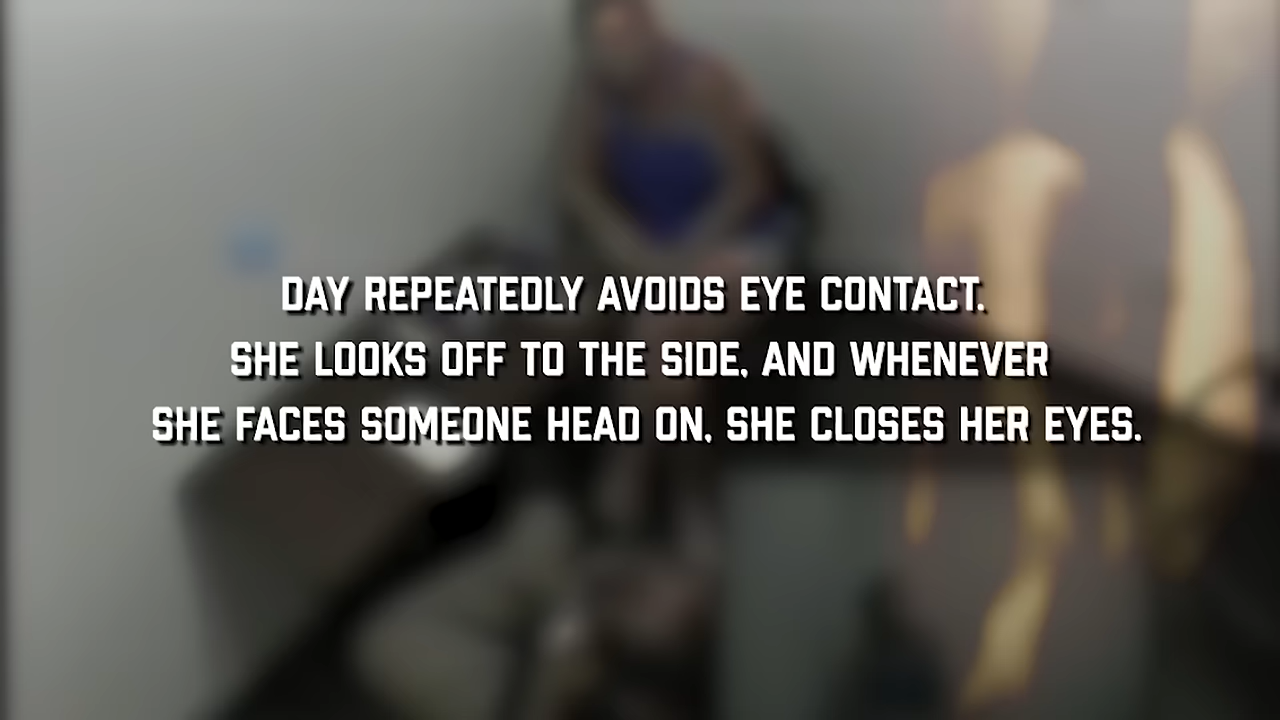 DAY REPEATEDLY AVOIDS EYE CONTACT.
SHE LOOKS OFF TO THE SIDE, AND WHENEVER
SHE FACES SOMEONE HEAD ON, SHE CLOSES HER EYES.